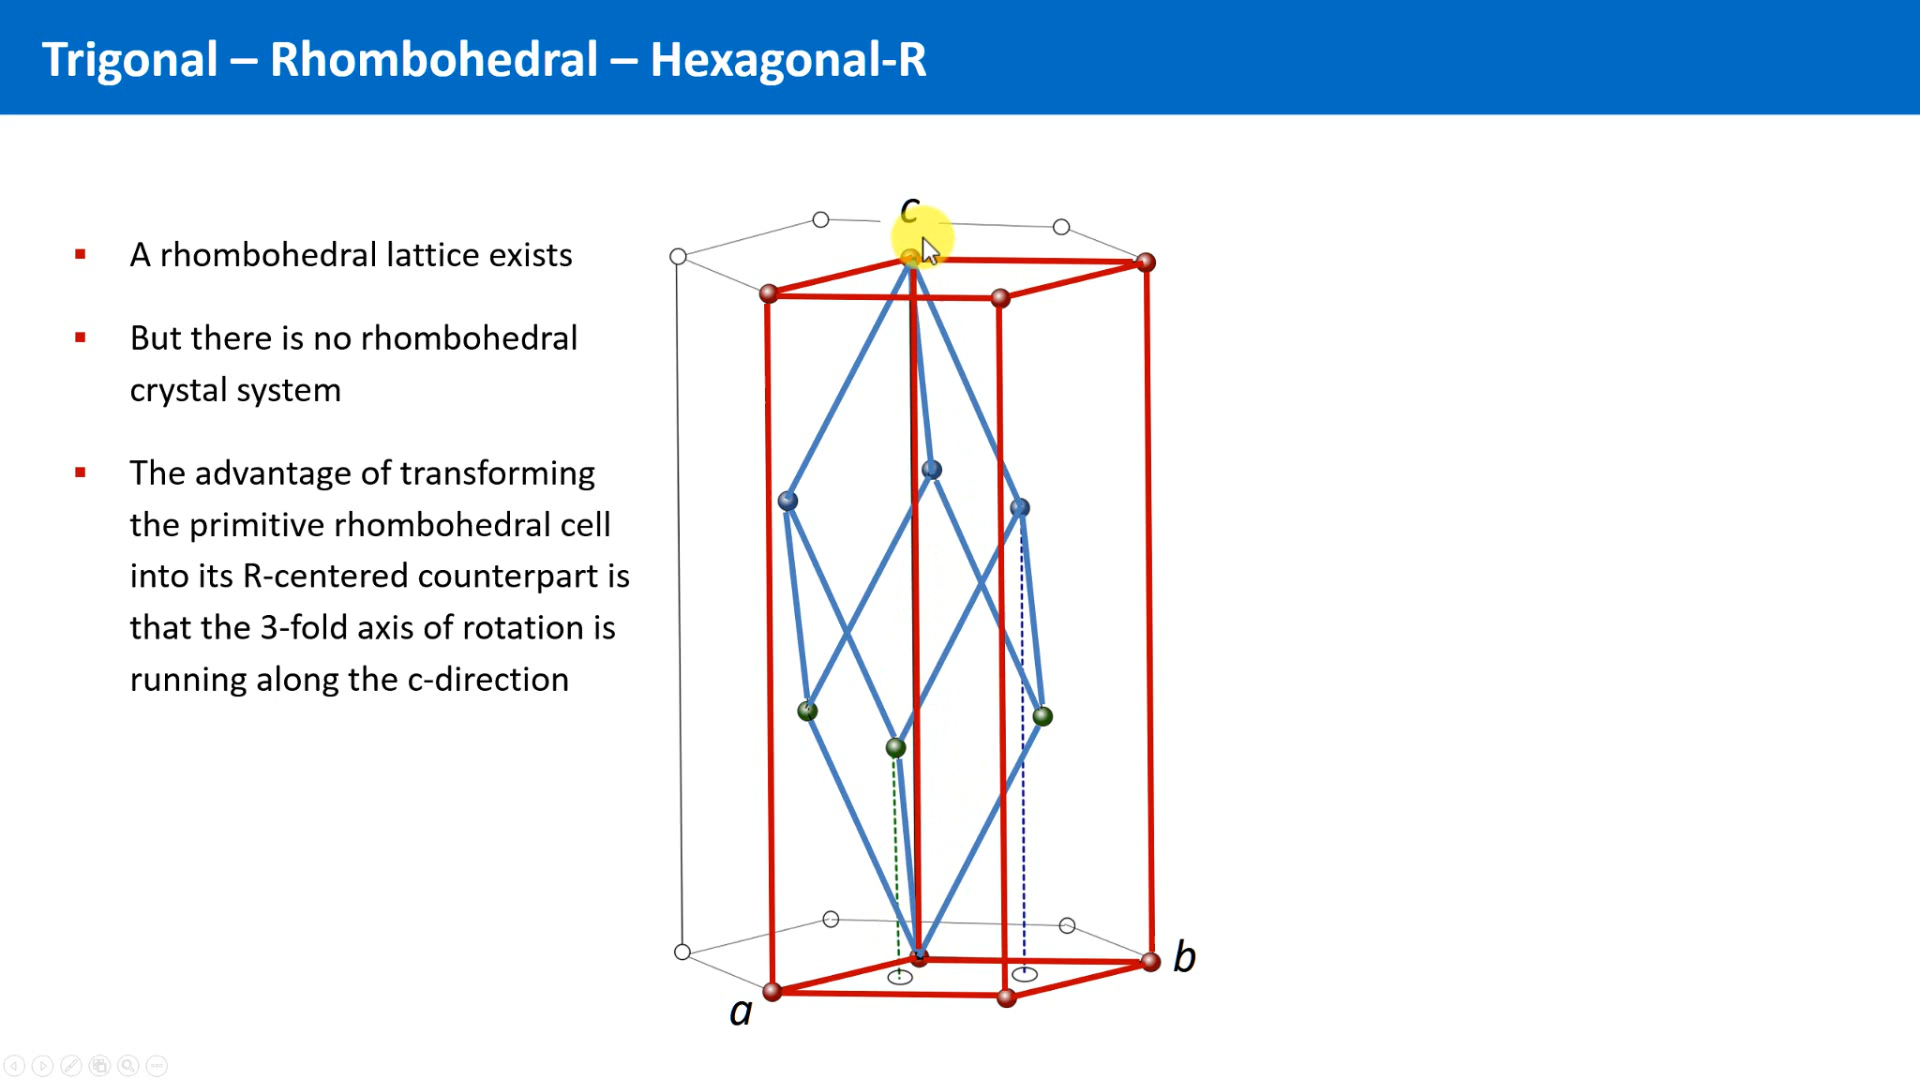 Trigonal – Rhombohedral – Hexagonal-R
A rhombohedral lattice exists
But there is no rhombohedral
crystal system
The advantage of transforming
the primitive rhombohedral cell
into its R-centered counterpart is
that the 3-fold axis of rotation is
running along the c-direction
c
b
a